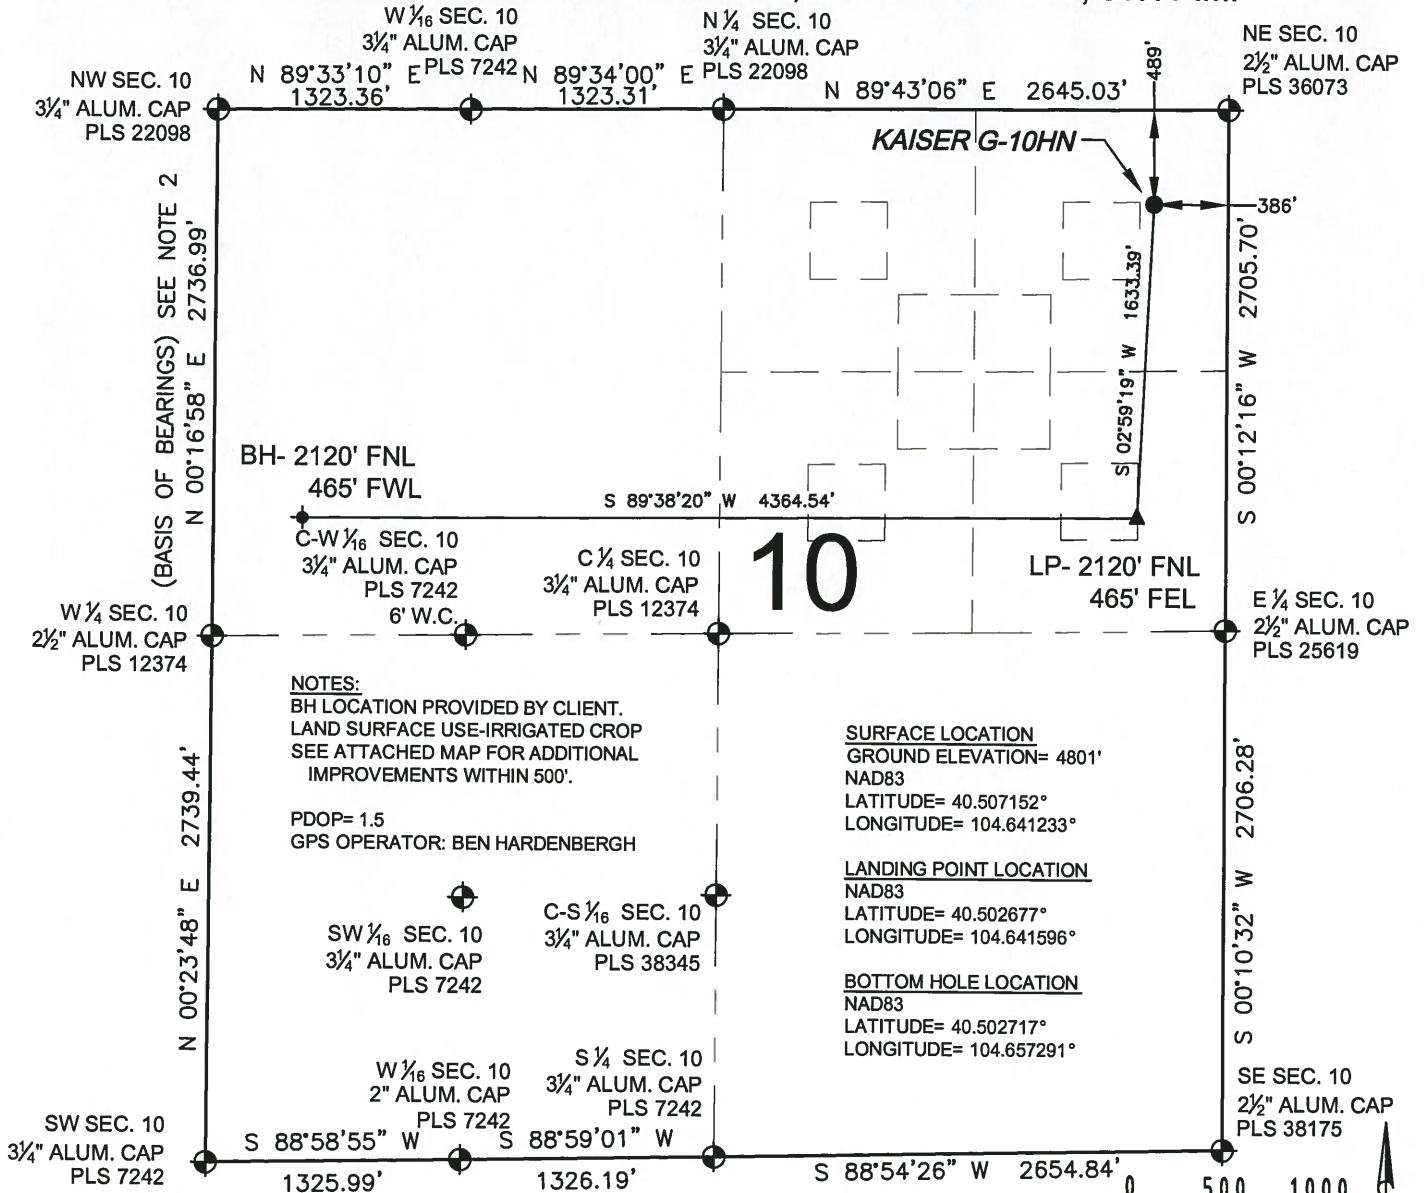 W 1/16 SEC. 10
3¼" ALUM. CAP
PLS 7242
N ¼ SEC. 10
3¼" ALUM. CAP
PLS 22098
NE SEC. 10
2½" ALUM. CAP
PLS 36073
NW SEC. 10
3¼" ALUM. CAP
PLS 22098
N 89°33'10" E
1323.36'
N 89°34'00" E
1323.31'
N 89°43'06" E 2645.03'
489'
KAISER G-10HN
386'
(BASIS OF BEARINGS) SEE NOTE 2
N 00°16'58" E 2736.99'
S 02°59'19" W 1633.39'
S 00°12'16" W 2705.70'
BH- 2120' FNL
465' FWL
S 89°38'20" W 4364.54'
C-W 1/16 SEC. 10
3¼" ALUM. CAP
PLS 7242
6' W.C.
C ¼ SEC. 10
3¼" ALUM. CAP
PLS 12374
10
LP- 2120' FNL
465' FEL
W ¼ SEC. 10
2½" ALUM. CAP
PLS 12374
E ¼ SEC. 10
2½" ALUM. CAP
PLS 25619
NOTES:
BH LOCATION PROVIDED BY CLIENT.
LAND SURFACE USE-IRRIGATED CROP
SEE ATTACHED MAP FOR ADDITIONAL
IMPROVEMENTS WITHIN 500'.
PDOP= 1.5
GPS OPERATOR: BEN HARDENBERGH
SURFACE LOCATION
GROUND ELEVATION= 4801'
NAD83
LATITUDE= 40.507152°
LONGITUDE= 104.641233°
LANDING POINT LOCATION
NAD83
LATITUDE= 40.502677°
LONGITUDE= 104.641596°
BOTTOM HOLE LOCATION
NAD83
LATITUDE= 40.502717°
LONGITUDE= 104.657291°
N 00°23'48" E 2739.44'
S 00°10'32" W 2706.28'
SW 1/16 SEC. 10
3¼" ALUM. CAP
PLS 7242
C-S 1/16 SEC. 10
3¼" ALUM. CAP
PLS 38345
W 1/16 SEC. 10
2" ALUM. CAP
PLS 7242
S ¼ SEC. 10
3¼" ALUM. CAP
PLS 7242
SE SEC. 10
2½" ALUM. CAP
PLS 38175
SW SEC. 10
3¼" ALUM. CAP
PLS 7242
S 88°58'55" W
1325.99'
S 88°59'01" W
1326.19'
S 88°54'26" W 2654.84'
0 500 1000